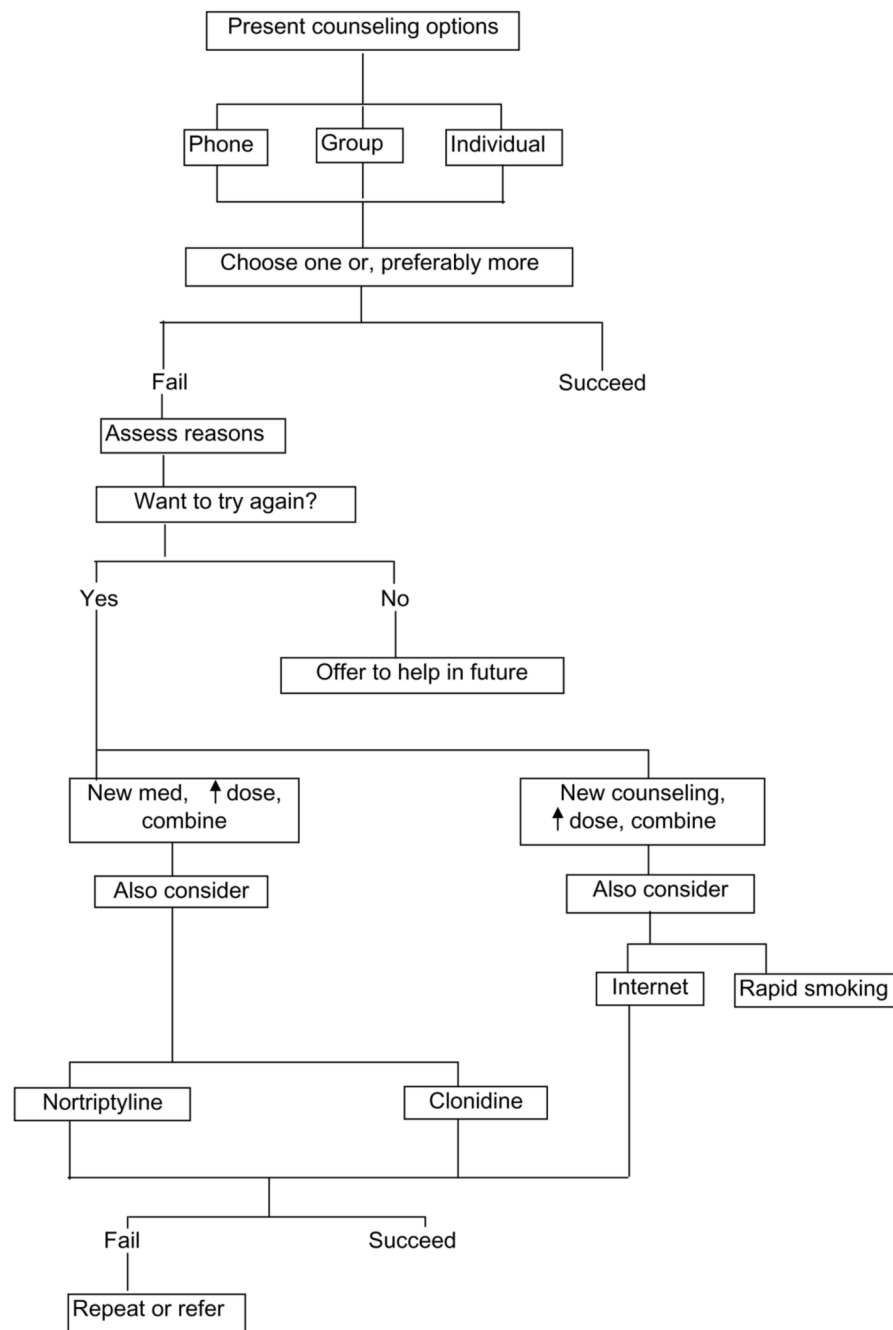 Present counseling options
Phone
Group
Individual
Choose one or, preferably more
Fail
Succeed
Assess reasons
Want to try again?
Yes
No
Offer to help in future
New med, ↑ dose,
combine
New counseling,
↑ dose, combine
Also consider
Also consider
Internet
Rapid smoking
Nortriptyline
Clonidine
Fail
Succeed
Repeat or refer